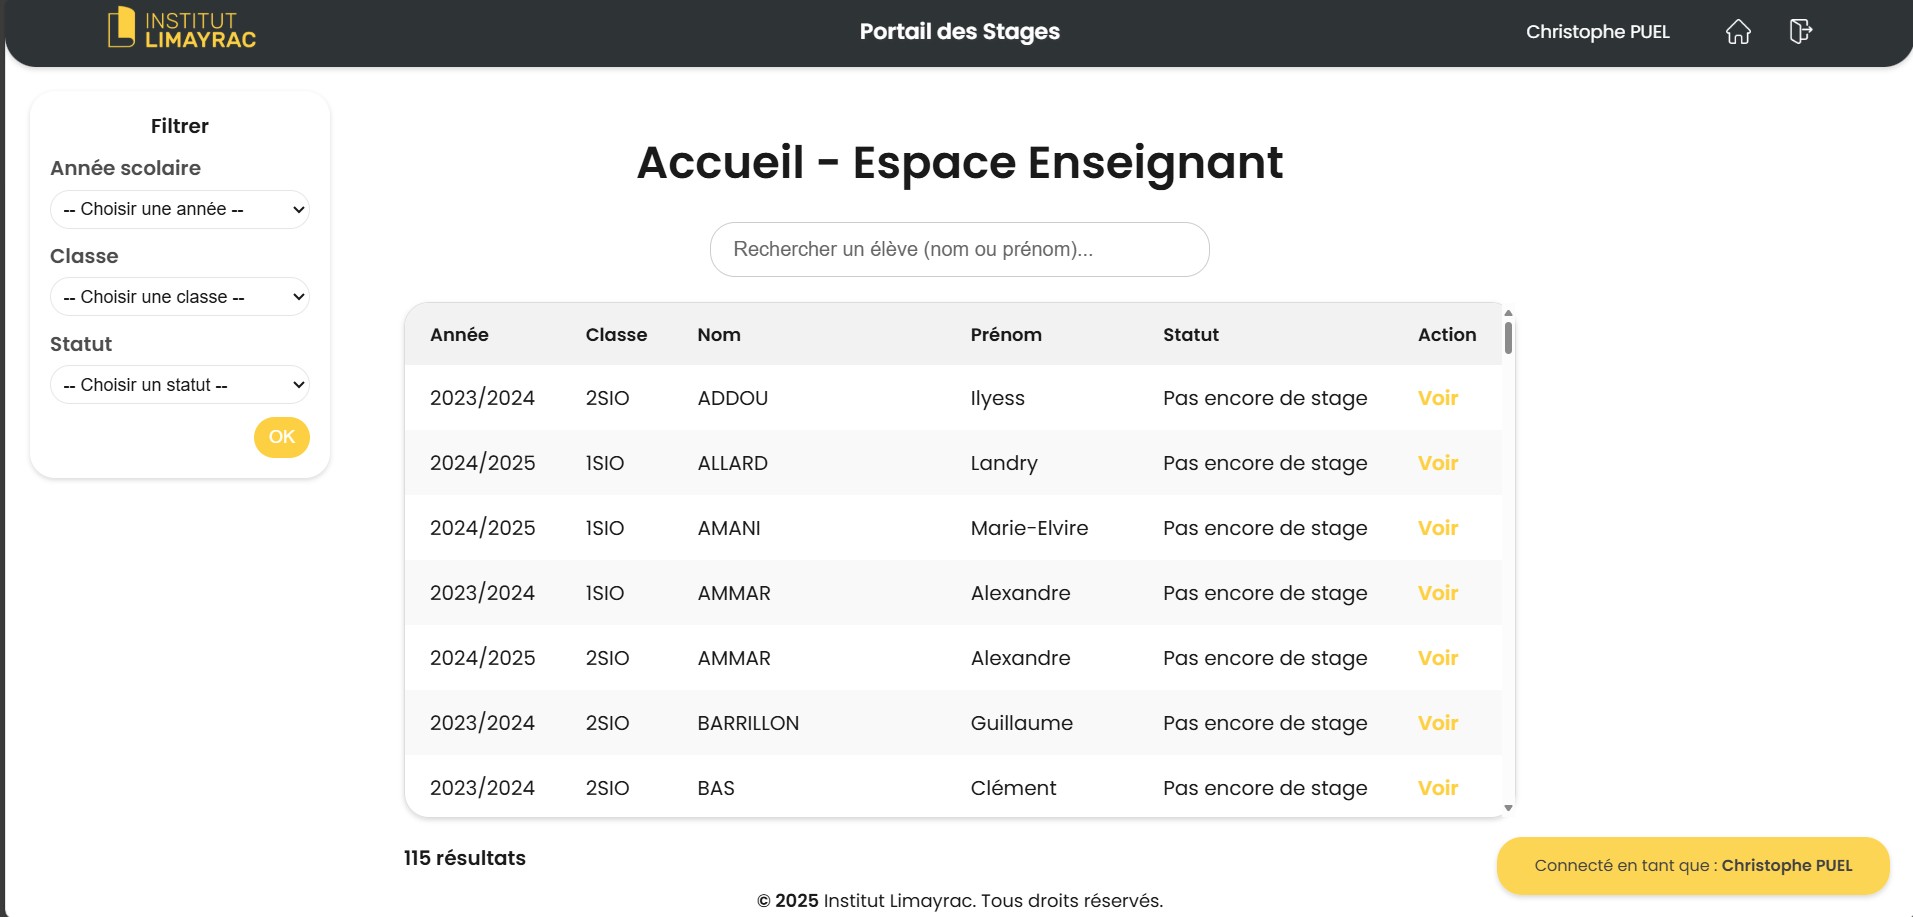 INSTITUT
LIMAYRAC
Portail des Stages
Christophe PUEL
Filtrer
Année scolaire
-- Choisir une année --
Classe
-- Choisir une classe --
Statut
-- Choisir un statut --
OK
Accueil - Espace Enseignant
Rechercher un élève (nom ou prénom)...
Année Classe Nom Prénom Statut Action
2023/2024 2SIO ADDOU Ilyess Pas encore de stage Voir
2024/2025 1SIO ALLARD Landry Pas encore de stage Voir
2024/2025 1SIO AMANI Marie-Elvire Pas encore de stage Voir
2023/2024 1SIO AMMAR Alexandre Pas encore de stage Voir
2024/2025 2SIO AMMAR Alexandre Pas encore de stage Voir
2023/2024 2SIO BARRILLON Guillaume Pas encore de stage Voir
2023/2024 2SIO BAS Clément Pas encore de stage Voir
115 résultats
Connecté en tant que : Christophe PUEL
© 2025 Institut Limayrac. Tous droits réservés.